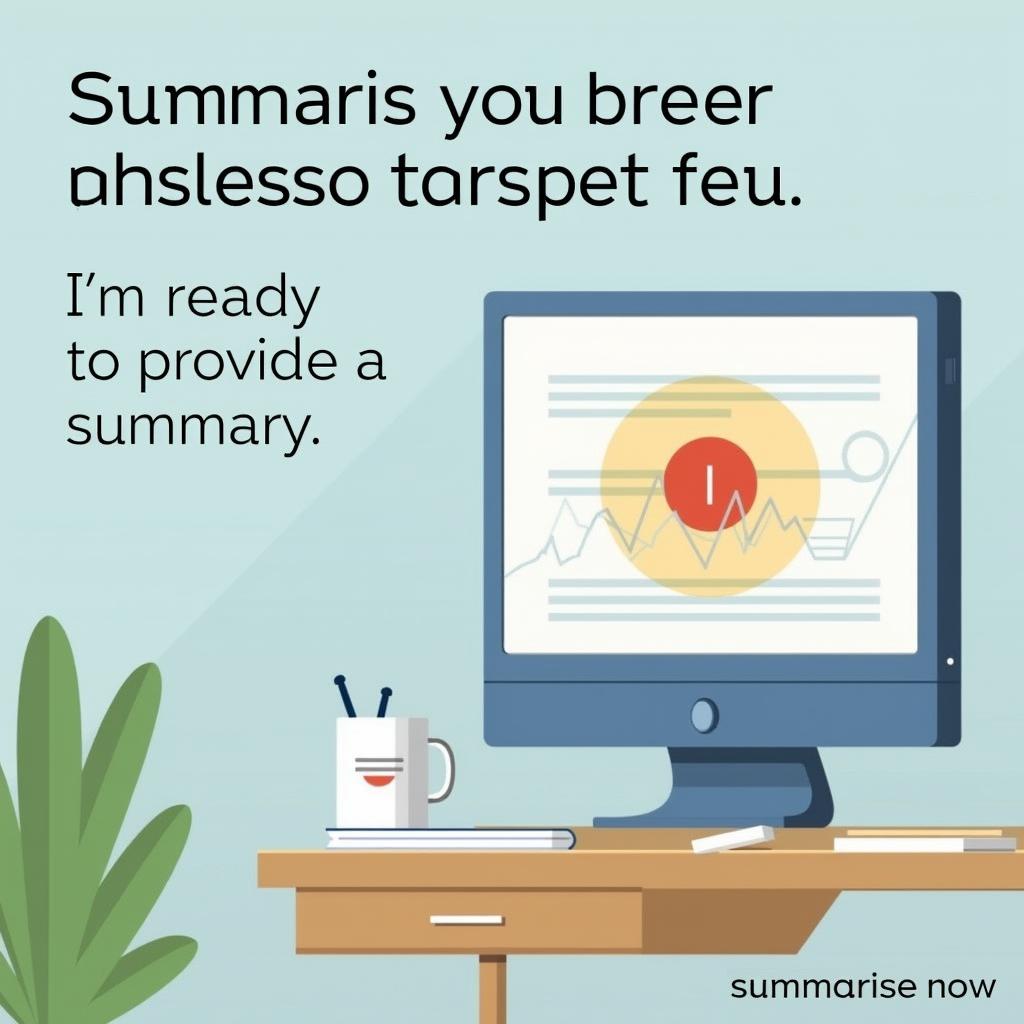 Summaris you breer
ahslesso tarspet feu.
I'm ready
to provide a
summary.
summarise now